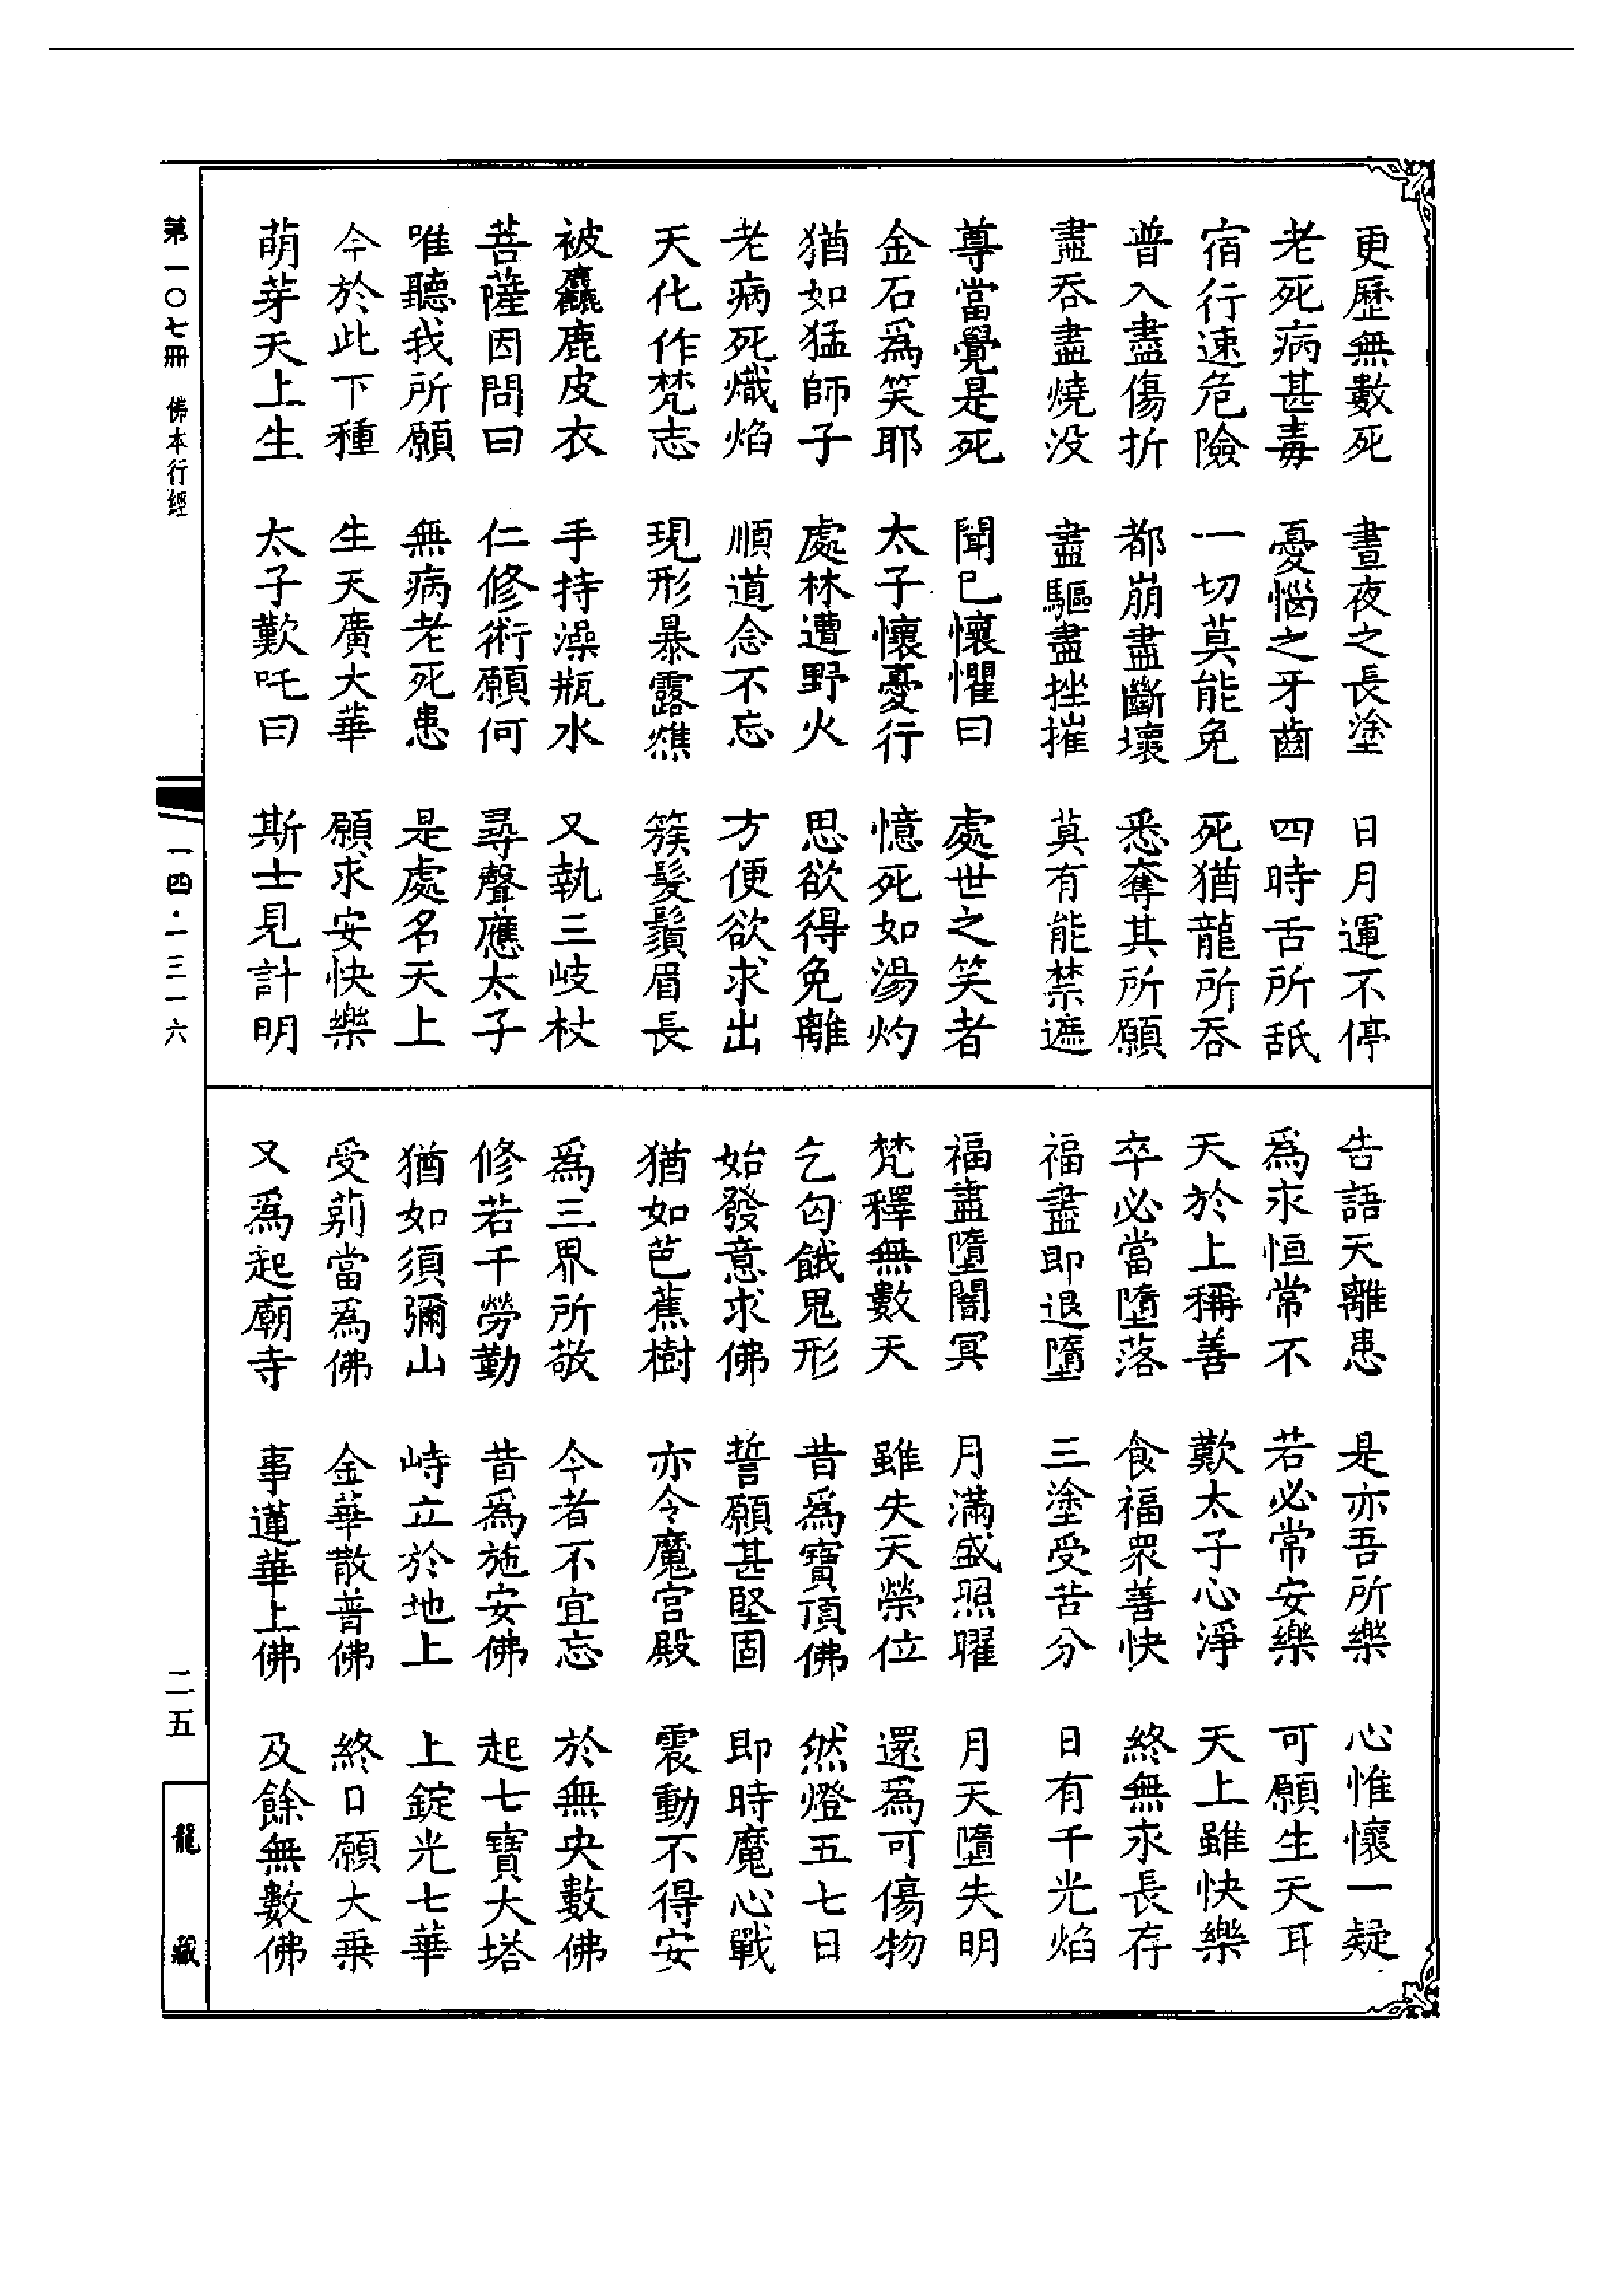 更歷無數死　晝夜之長塗　日月運不停
老死病甚毒　憂惱之牙齒　四時舌所舐
宿行速危險　一切莫能免　死猶龍所吞
普入盡傷折　都崩盡斷壞　悉奪其所願
盡吞盡燒没　盡驅盡挫摧　莫有能禁遮
尊當覺是死　聞已懷懼曰　處世之笑者
金石爲笑耶　太子懷憂行　憶死如湯灼
猶如猛師子　處林遭野火　思欲得免離
老病死熾焰　順道念不忘　方便欲求出
天化作梵志　現形暴露燋　簇髮鬚眉長
被麤鹿皮衣　手持澡瓶水　又執三岐杖
菩薩因問曰　仁修術願何　尋聲應太子
唯聽我所願　無病老死患　是處名天上
今於此下種　生天廣大華　願求安快樂
萌芽天上生　太子歎吒曰　斯士見計明
告語天離患　是亦吾所樂　心惟懷一疑
爲求恒常不　若必常安樂　可願生天耳
天於上稱善　歎太子心淨　天上雖快樂
卒必當墮落　食福衆善快　終無求長存
福盡即退墮　三塗受苦分　日有千光焰
福盡墮闇冥　月滿盛照曜　月天墮失明
梵釋無數天　雖失天榮位　還爲可傷物
乞匃餓鬼形　昔爲寶頂佛　然燈五七日
始發意求佛　誓願甚堅固　即時魔心戰
猶如芭蕉樹　亦令魔宮殿　震動不得安
爲三界所敬　今者不宜忘　於無央數佛
修若千勞勤　昔爲施安佛　起七寶大塔
猶如須彌山　峙立於地上　上錠光七華
受莂當爲佛　金華散普佛　終日願大乘
又爲起廟寺　事蓮華上佛　及餘無數佛
第一〇七冊　佛本行經
一四·一三一六
二五
龍藏